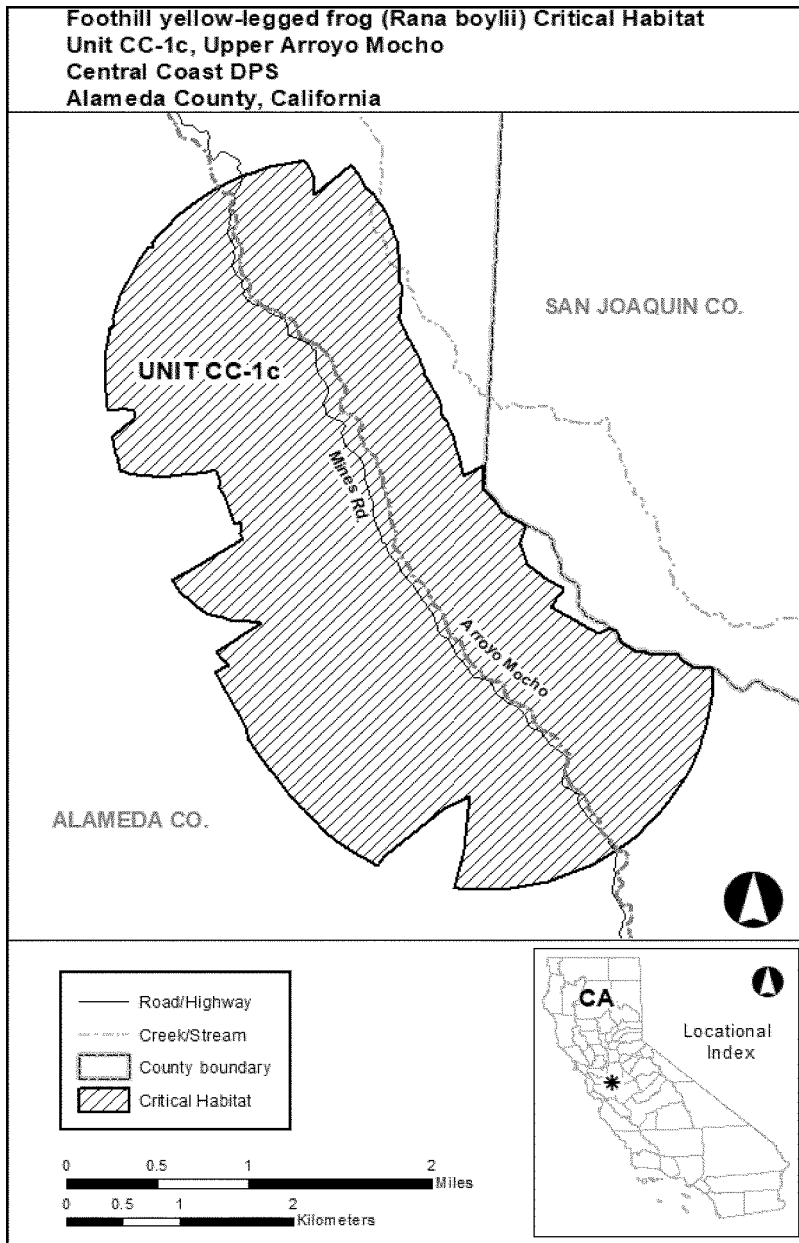 Foothill yellow-legged frog (Rana boylii) Critical Habitat
Unit CC-1c, Upper Arroyo Mocho
Central Coast DPS
Alameda County, California
SAN JOAQUIN CO.
UNIT CC-1c
Mines Rd.
Arroyo Mocho
ALAMEDA CO.
Road/Highway
Creek/Stream
County boundary
Critical Habitat
0 0.5 1 2
Miles
0 0.5 1 2
Kilometers
CA
Locational
Index